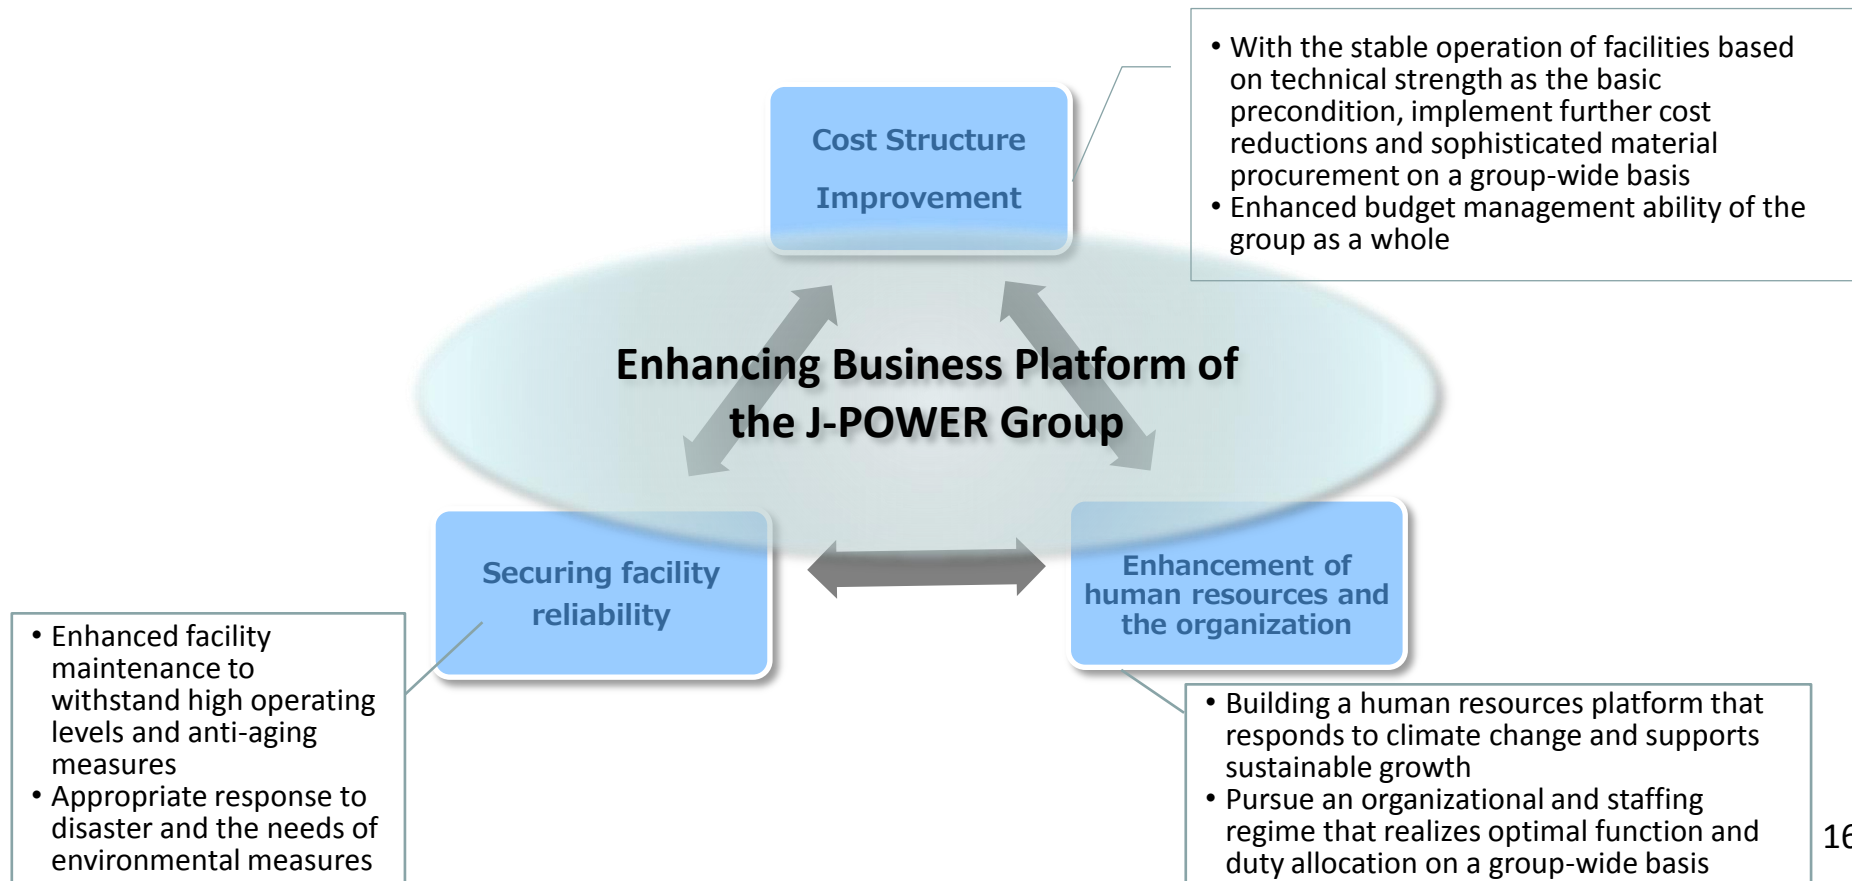 • With the stable operation of facilities based
on technical strength as the basic
precondition, implement further cost
reductions and sophisticated material
procurement on a group-wide basis
• Enhanced budget management ability of the
group as a whole
Cost Structure
Improvement
Enhancing Business Platform of
the J-POWER Group
Securing facility
reliability
Enhancement of
human resources and
the organization
• Enhanced facility
maintenance to
withstand high operating
levels and anti-aging
measures
• Appropriate response to
disaster and the needs of
environmental measures
• Building a human resources platform that
responds to climate change and supports
sustainable growth
• Pursue an organizational and staffing
regime that realizes optimal function and
duty allocation on a group-wide basis
16